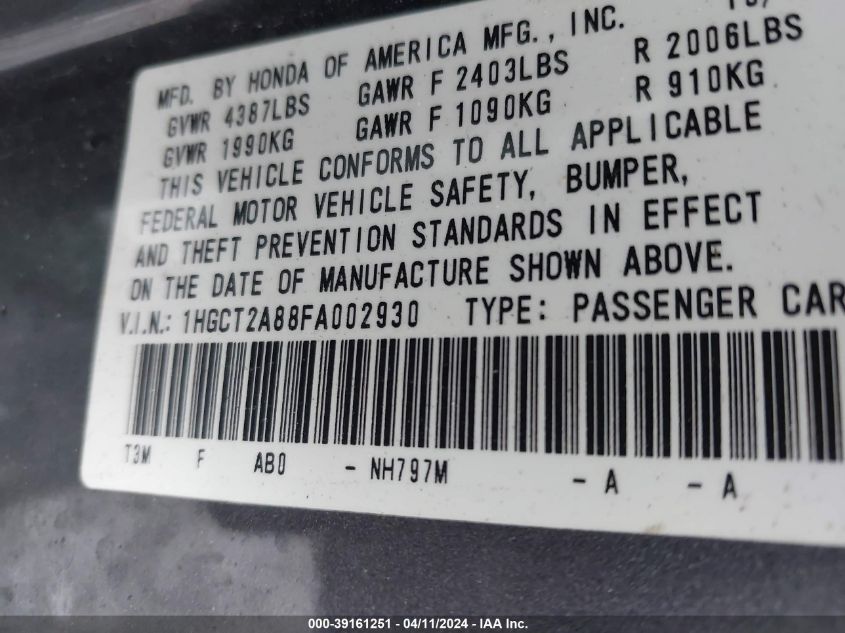 MFD. BY HONDA OF AMERICA MFG., INC.
GVWR 4387LBS GAWR F 2403LBS R 2006LBS
GVWR 1990KG GAWR F 1090KG R 910KG
THIS VEHICLE CONFORMS TO ALL APPLICABLE
FEDERAL MOTOR VEHICLE SAFETY, BUMPER,
AND THEFT PREVENTION STANDARDS IN EFFECT
ON THE DATE OF MANUFACTURE SHOWN ABOVE.
V.I.N.: 1HGCT2A88FA002930 TYPE: PASSENGER CAR
T3M F AB0 - NH797M - A - A
000-39161251 - 04/11/2024 - IAA Inc.